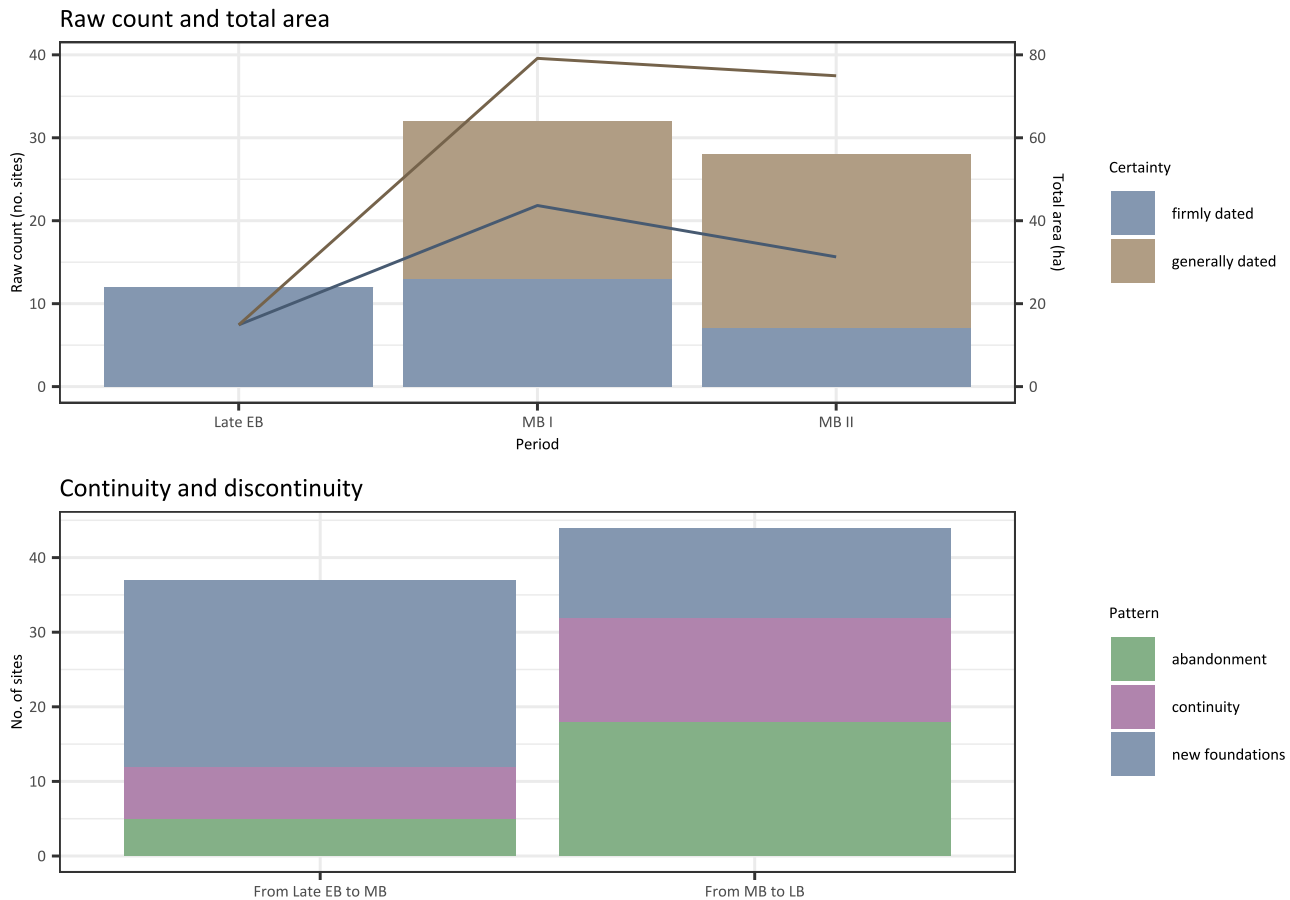 Raw count and total area
40
30
20
10
0
Raw count (no. sites)
80
60
40
20
0
Total area (ha)
Late EB
MB I
MB II
Period
Certainty
firmly dated
generally dated
Continuity and discontinuity
40
30
20
10
0
No. of sites
From Late EB to MB
From MB to LB
Pattern
abandonment
continuity
new foundations